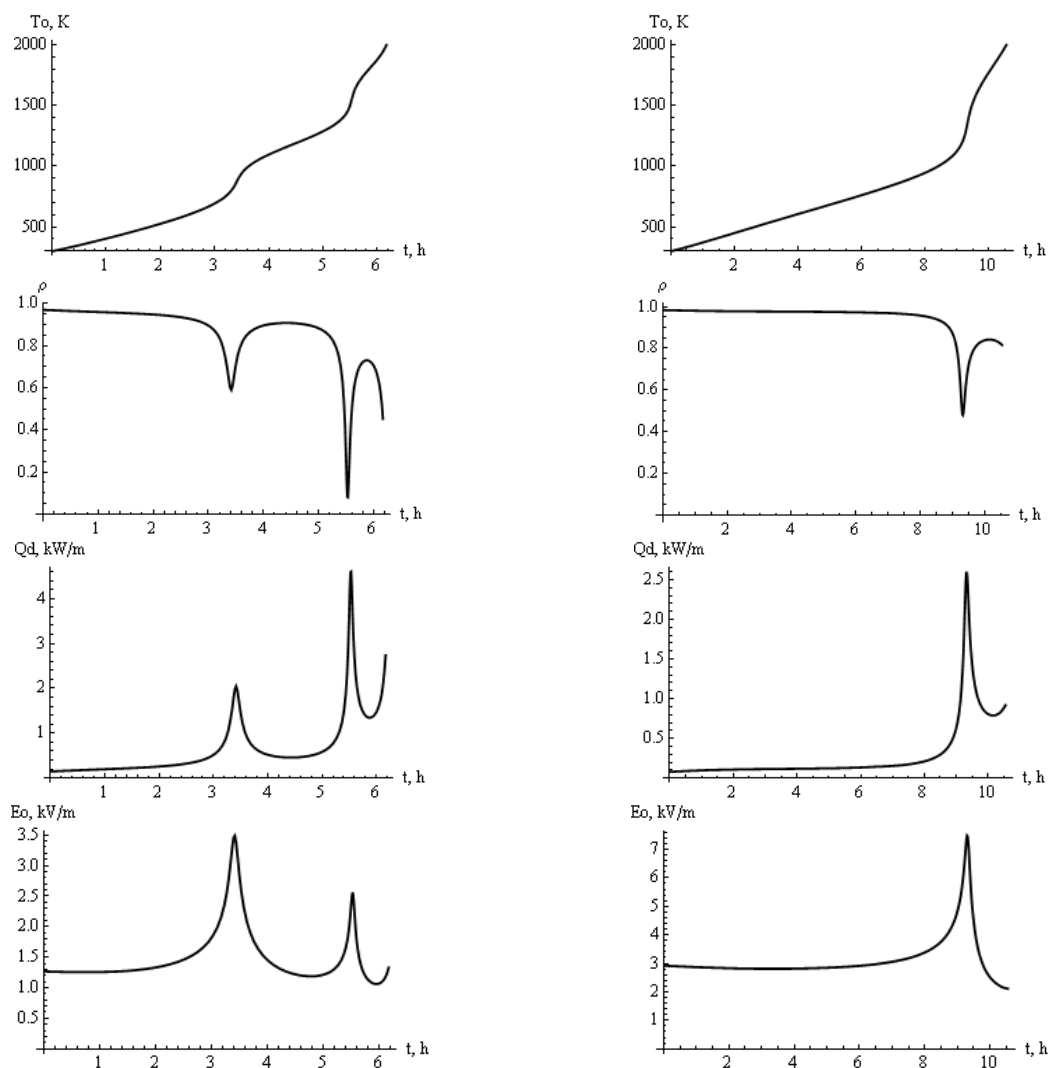 To, K
2000
1500
1000
500
1 2 3 4 5 6 t, h
To, K
2000
1500
1000
500
2 4 6 8 10 t, h
ρ
1.0
0.8
0.6
0.4
0.2
1 2 3 4 5 6 t, h
ρ
1.0
0.8
0.6
0.4
0.2
2 4 6 8 10 t, h
Qd, kW/m
4
3
2
1
1 2 3 4 5 6 t, h
Qd, kW/m
2.5
2.0
1.5
1.0
0.5
2 4 6 8 10 t, h
Eo, kV/m
3.5
3.0
2.5
2.0
1.5
1.0
0.5
1 2 3 4 5 6 t, h
Eo, kV/m
7
6
5
4
3
2
1
2 4 6 8 10 t, h